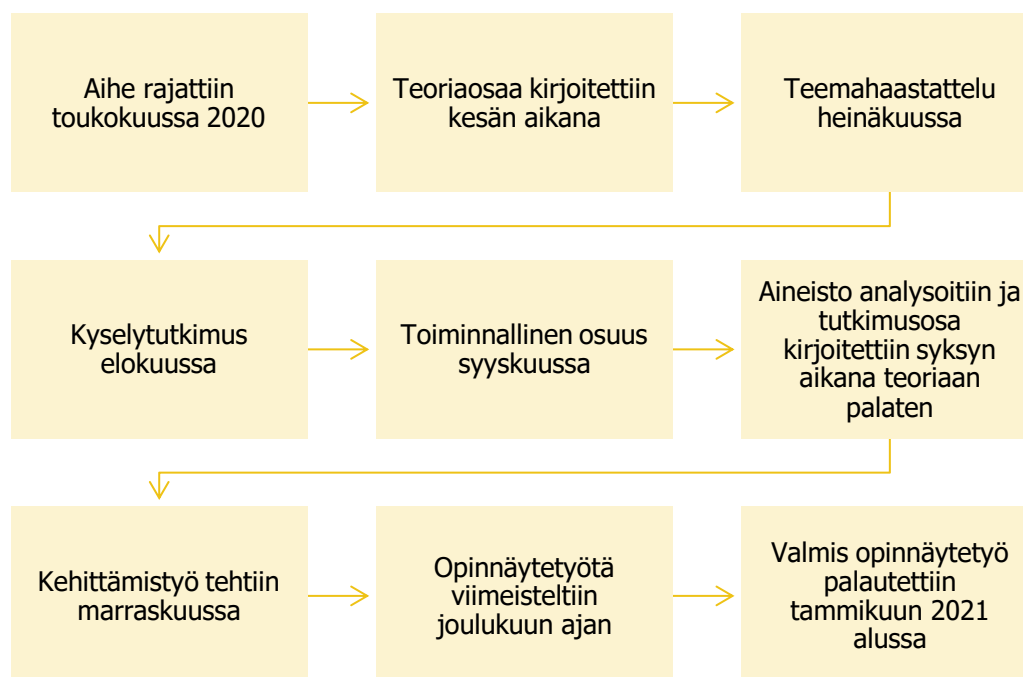 Aihe rajattiin
toukokuussa 2020
Teoriaosaa kirjoitettiin
kesän aikana
Teemahaastattelu
heinäkuussa
Kyselytutkimus
elokuussa
Toiminnallinen osuus
syyskuussa
Aineisto analysoitiin ja
tutkimusosa
kirjoitettiin syksyn
aikana teoriaan
palaten
Kehittämistyö tehtiin
marraskuussa
Opinnäytetyötä
viimeisteltiin
joulukuun ajan
Valmis opinnäytetyö
palautettiin
tammikuun 2021
alussa